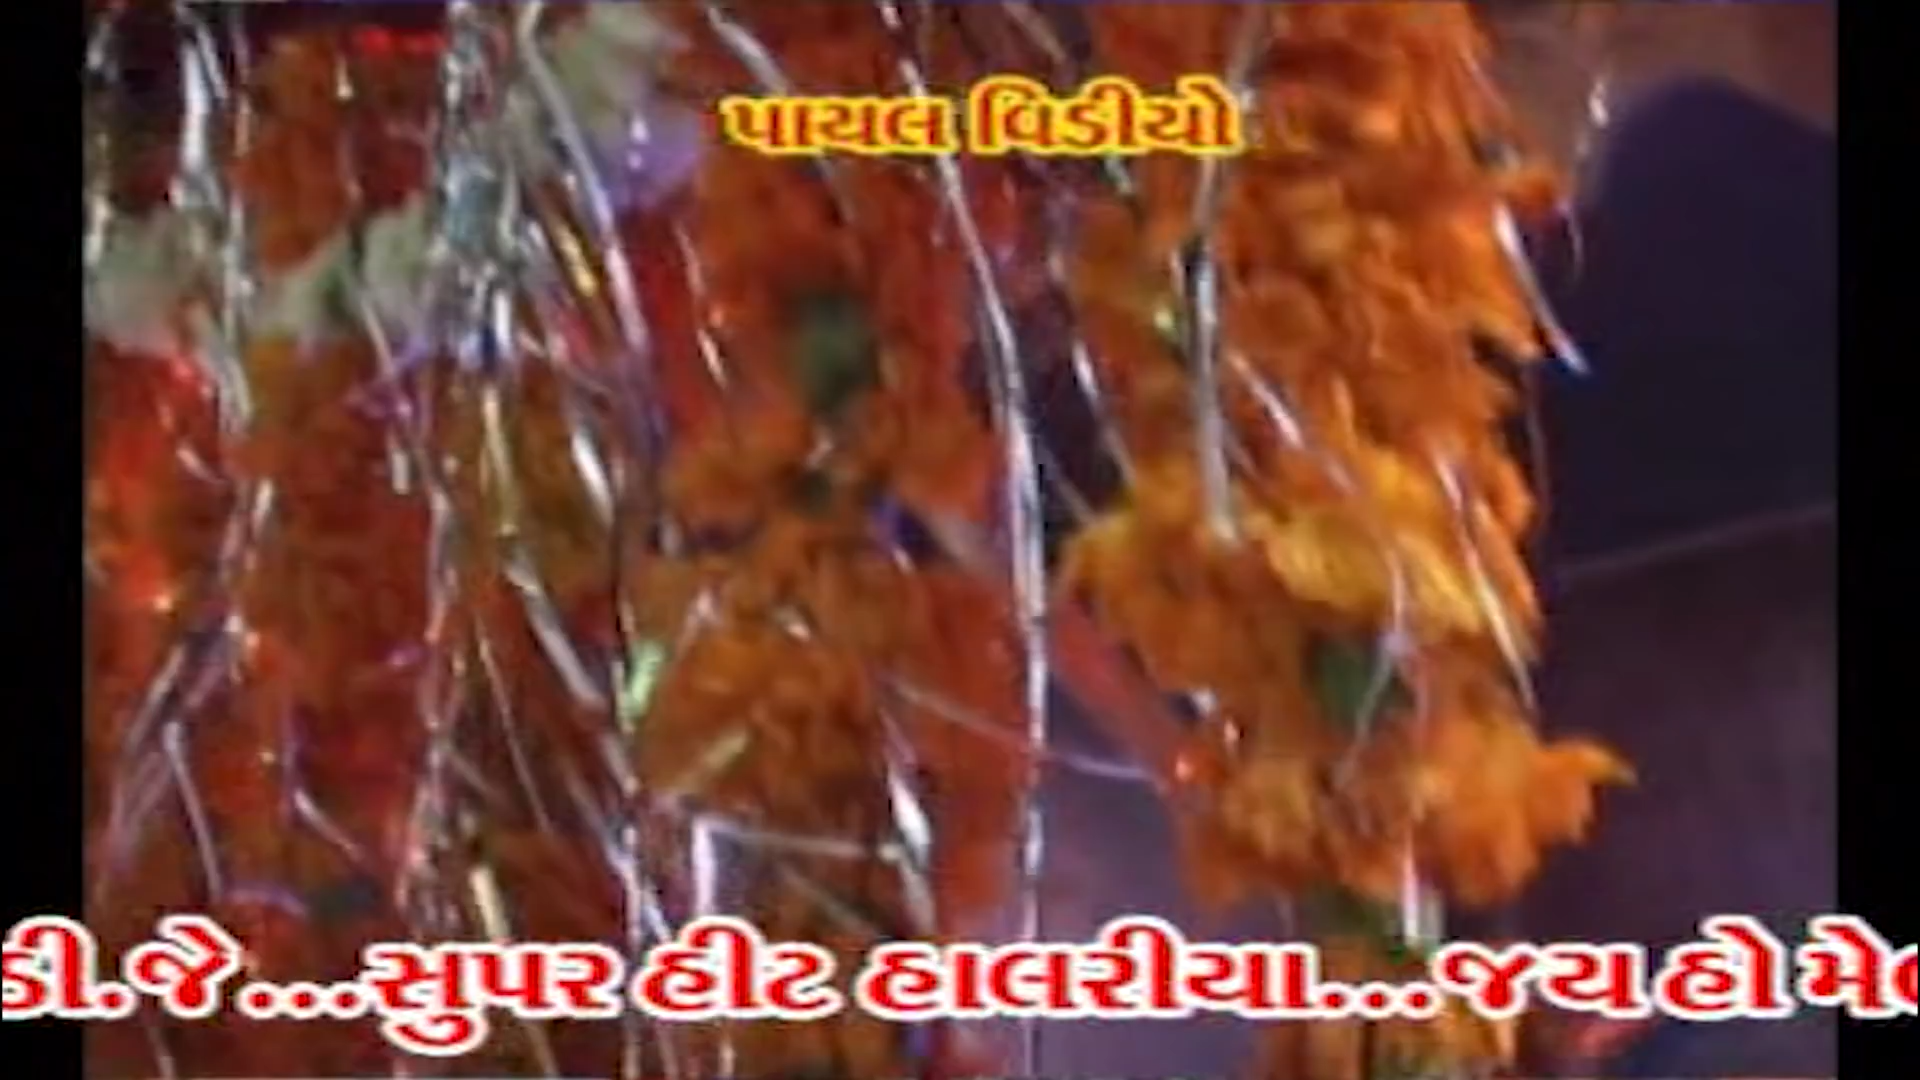 પાયલ વિડીયો
ડી.જે...સુપર હીટ હાલરીયા...જય હો